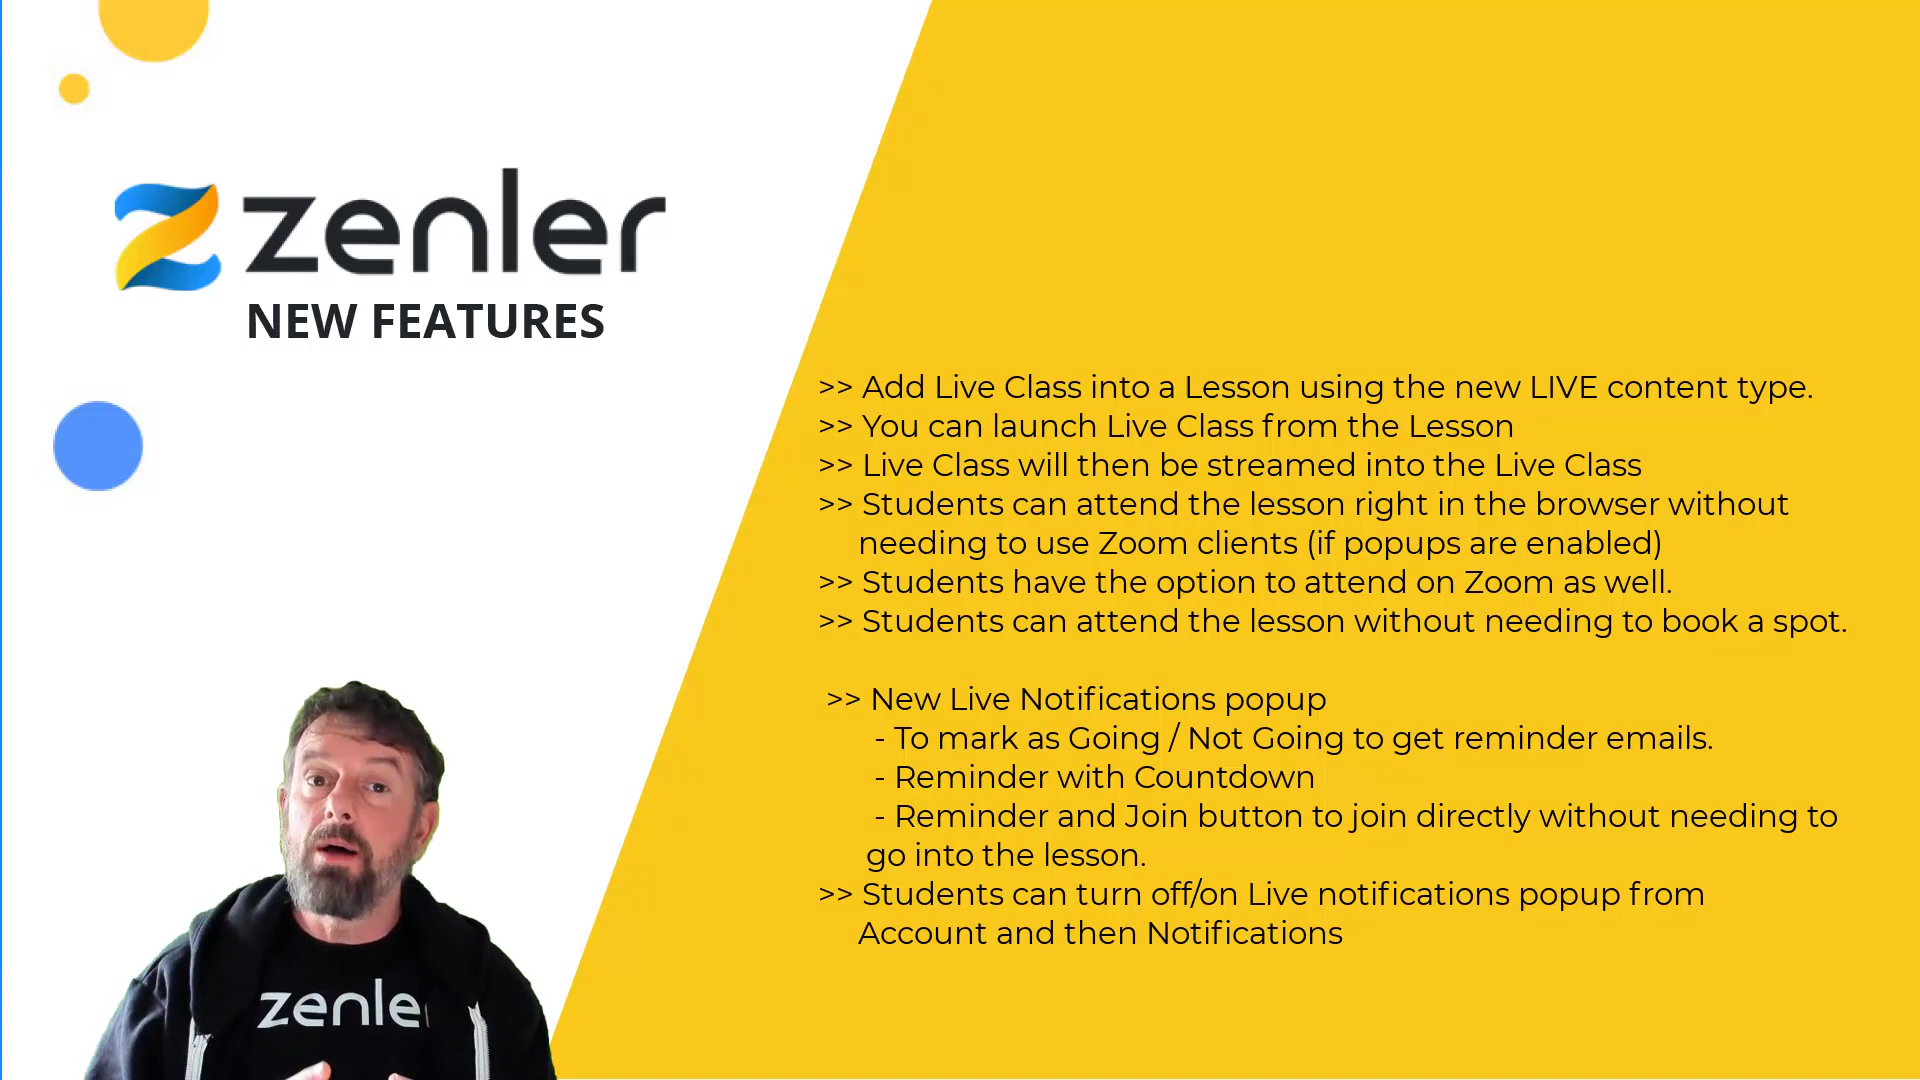 zenler
NEW FEATURES
>> Add Live Class into a Lesson using the new LIVE content type.
>> You can launch Live Class from the Lesson
>> Live Class will then be streamed into the Live Class
>> Students can attend the lesson right in the browser without
needing to use Zoom clients (if popups are enabled)
>> Students have the option to attend on Zoom as well.
>> Students can attend the lesson without needing to book a spot.
>> New Live Notifications popup
- To mark as Going / Not Going to get reminder emails.
- Reminder with Countdown
- Reminder and Join button to join directly without needing to
go into the lesson.
>> Students can turn off/on Live notifications popup from
Account and then Notifications
zenle